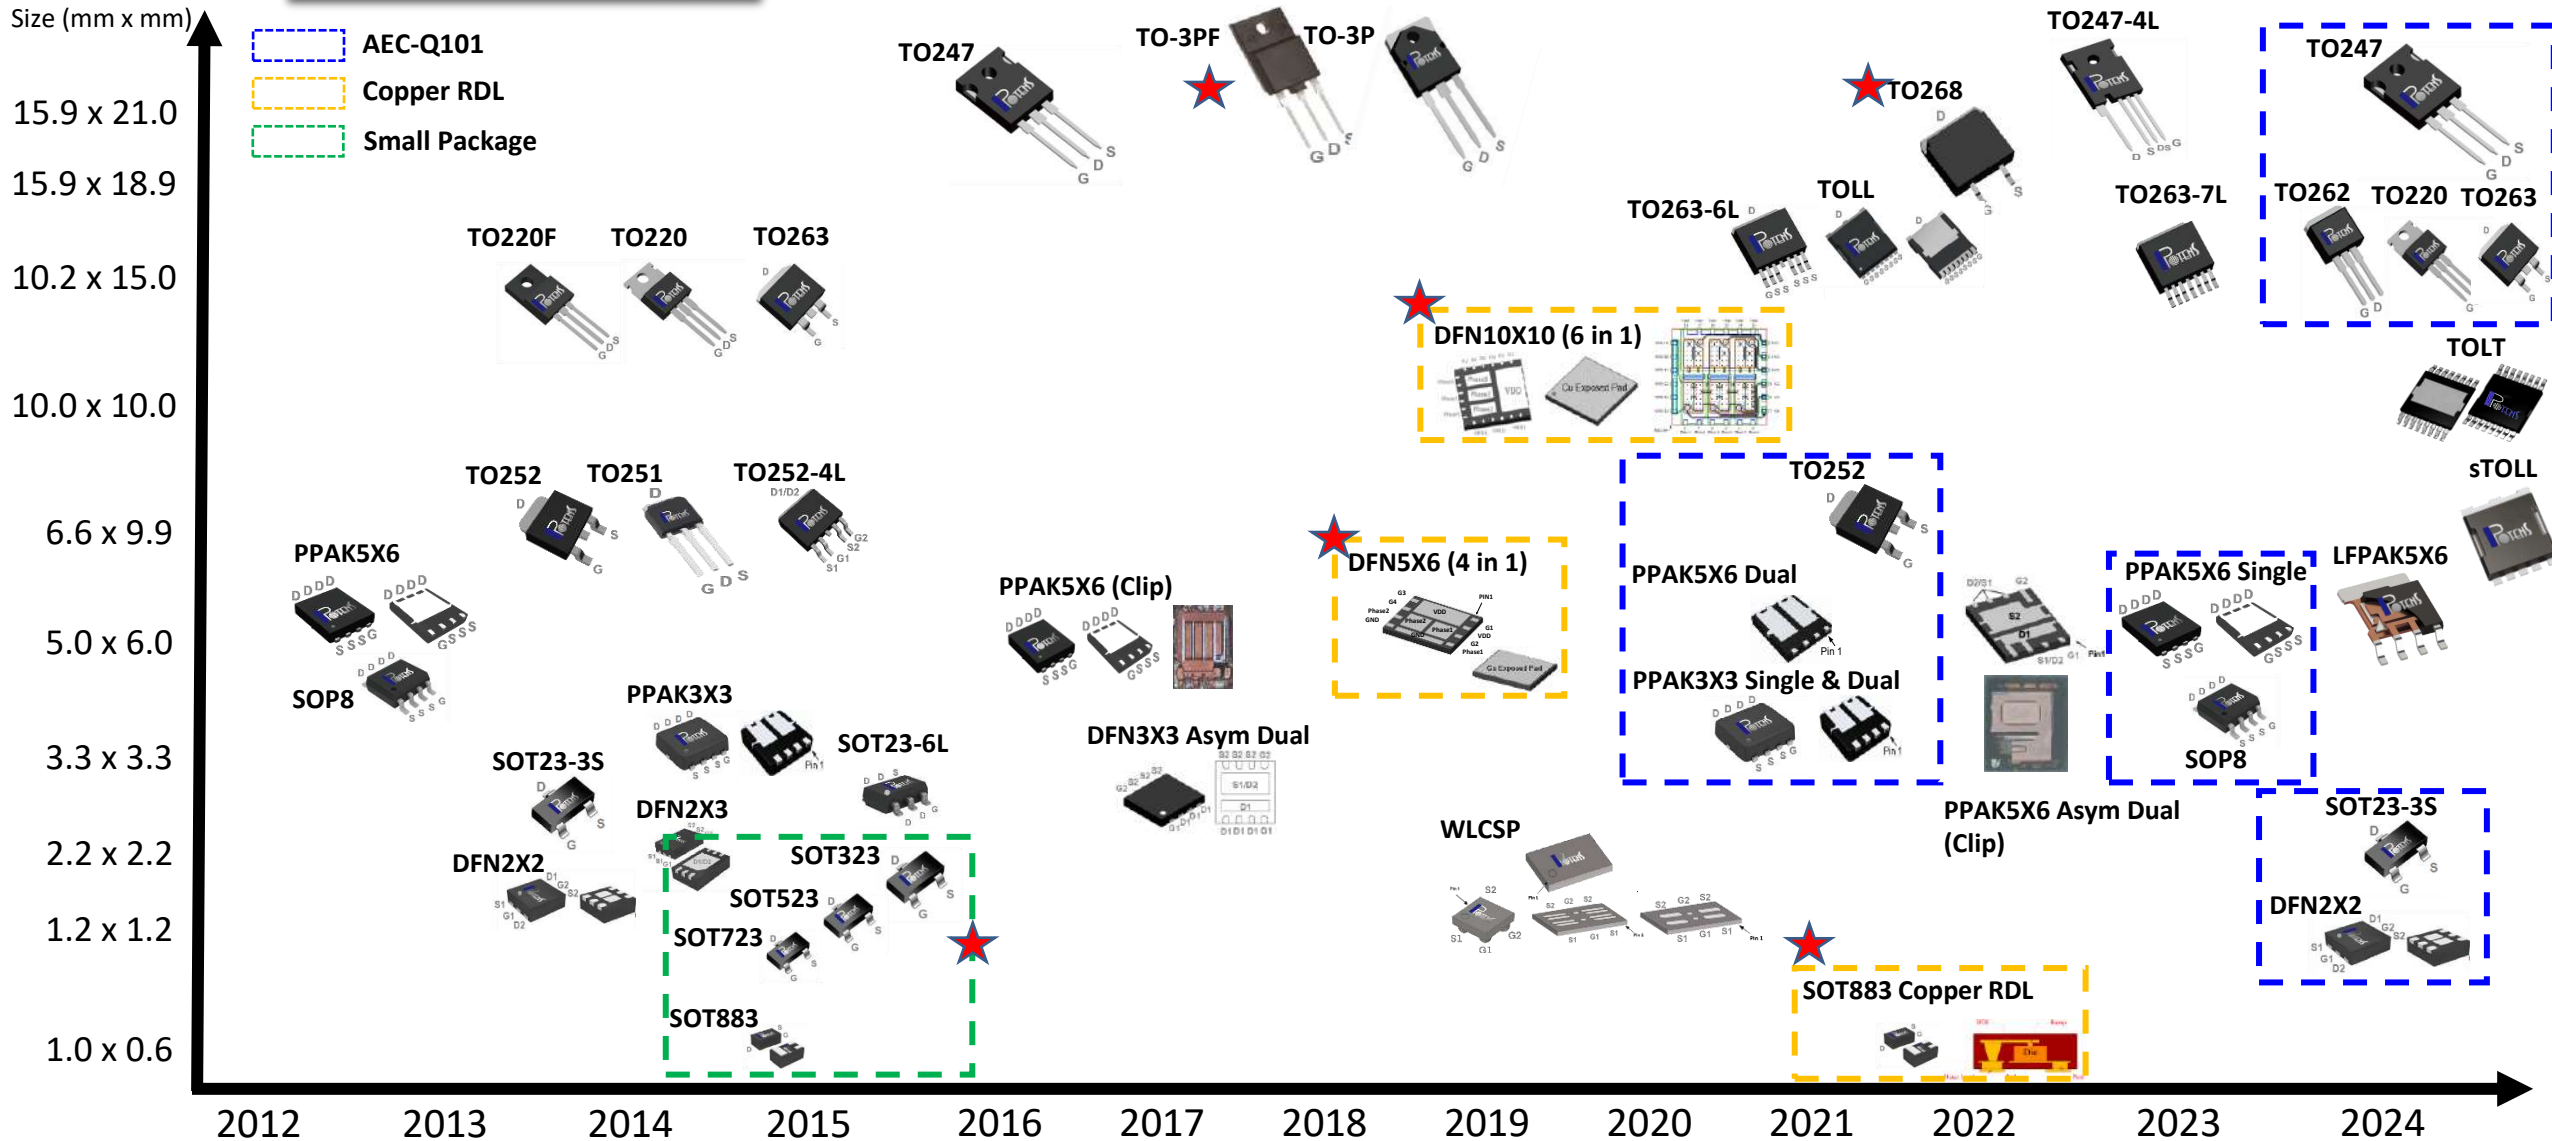 Size (mm x mm)
AEC-Q101
Copper RDL
Small Package
15.9 x 21.0
15.9 x 18.9
10.2 x 15.0
10.0 x 10.0
6.6 x 9.9
5.0 x 6.0
3.3 x 3.3
2.2 x 2.2
1.2 x 1.2
1.0 x 0.6
TO247
TO-3PF
TO-3P
TO247-4L
TO268
TO247
TO263-6L
TOLL
TO263-7L
TO262
TO220
TO263
TO220F
TO220
TO263
DFN10X10 (6 in 1)
Cu Exposed Pad
TOLT
TO252
TO251
TO252-4L
TO252
sTOLL
PPAK5X6
PPAK5X6 (Clip)
DFN5X6 (4 in 1)
Cu Exposed Pad
PPAK5X6 Dual
PPAK5X6 Single
LFPAK5X6
SOP8
PPAK3X3
SOT23-6L
DFN3X3 Asym Dual
PPAK3X3 Single & Dual
SOP8
SOT23-3S
DFN2X3
DFN2X2
SOT323
SOT523
SOT723
SOT883
WLCSP
PPAK5X6 Asym Dual
(Clip)
SOT23-3S
DFN2X2
SOT883 Copper RDL
2012
2013
2014
2015
2016
2017
2018
2019
2020
2021
2022
2023
2024